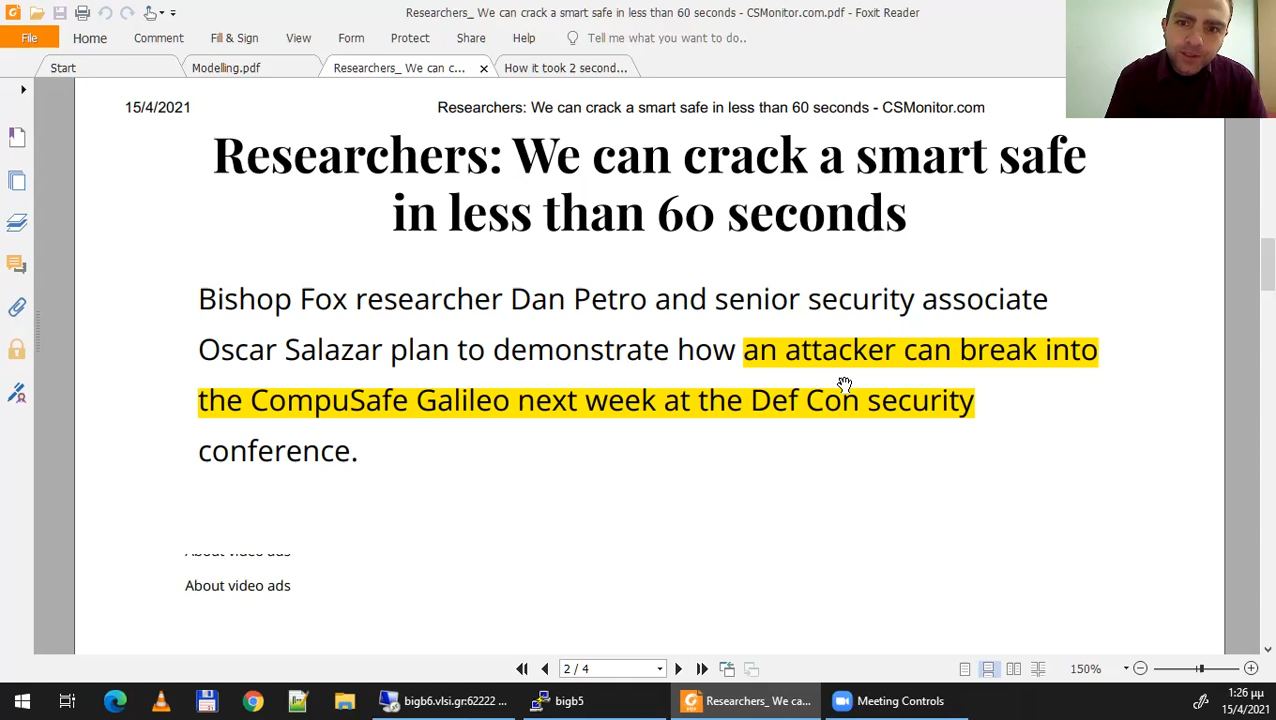 Researchers_ We can crack a smart safe in less than 60 seconds - CSMonitor.com.pdf - Foxit Reader
File Home Comment Fill & Sign View Form Protect Share Help Tell me what you want to do..
Start Modelling.pdf Researchers_ We can c... How it took 2 second...
15/4/2021 Researchers: We can crack a smart safe in less than 60 seconds - CSMonitor.com
Researchers: We can crack a smart safe
in less than 60 seconds
Bishop Fox researcher Dan Petro and senior security associate
Oscar Salazar plan to demonstrate how an attacker can break into
the CompuSafe Galileo next week at the Def Con security
conference.
About video ads
About video ads
2 / 4 150%
bigb6.vlsi.gr:62222 ... bigb5 Researchers_ We ca... Meeting Controls 1:26 μμ
15/4/2021